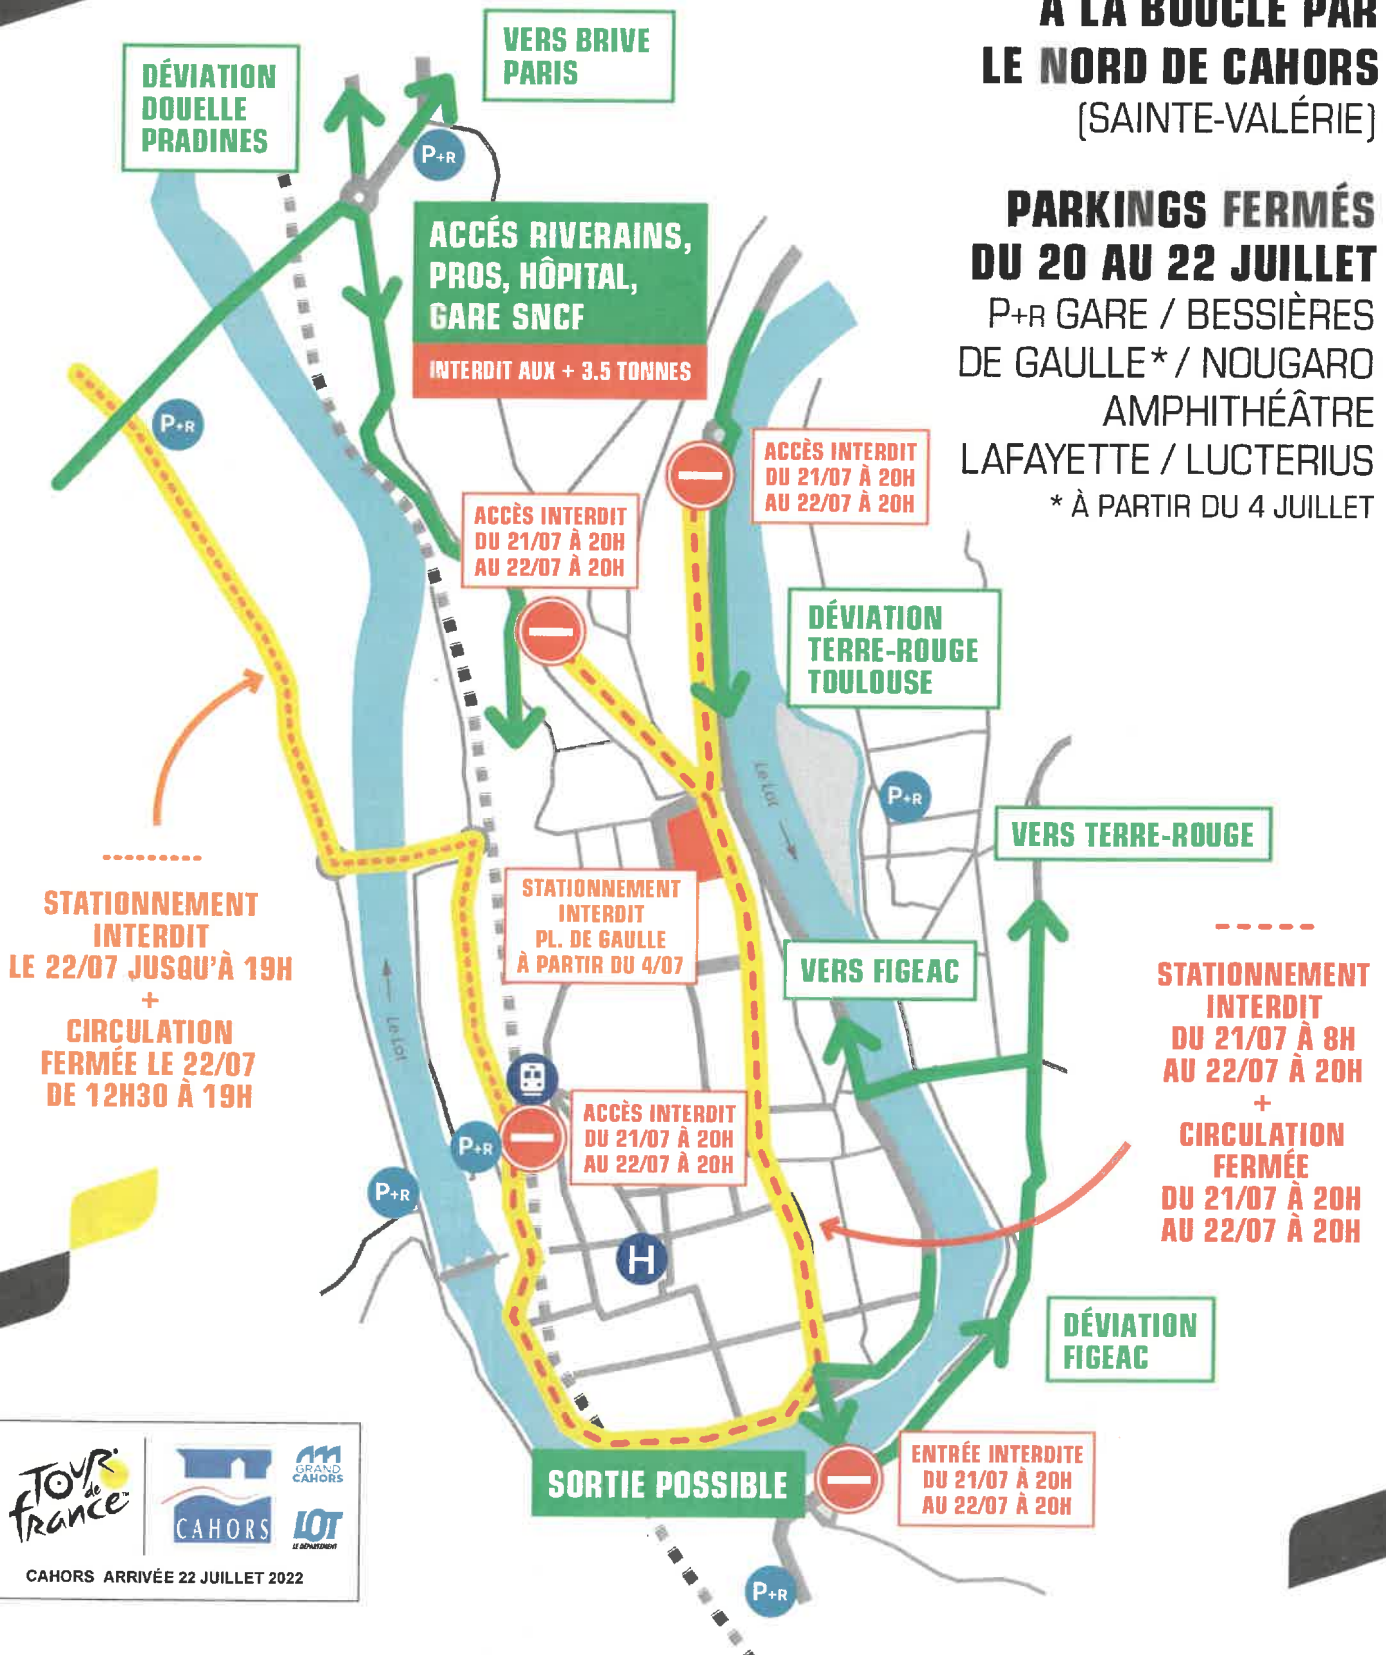 À LA BOUCLE PAR
LE NORD DE CAHORS
(SAINTE-VALÉRIE)
PARKINGS FERMÉS
DU 20 AU 22 JUILLET
P+R GARE / BESSIÈRES
DE GAULLE* / NOUGARO
AMPHITHÉÂTRE
LAFAYETTE / LUCTERIUS
* À PARTIR DU 4 JUILLET
VERS BRIVE
PARIS
DÉVIATION
DOUELLE
PRADINES
P+R
ACCÉS RIVERAINS,
PROS, HÔPITAL,
GARE SNCF
INTERDIT AUX + 3.5 TONNES
P+R
ACCÈS INTERDIT
DU 21/07 À 20H
AU 22/07 À 20H
ACCÈS INTERDIT
DU 21/07 À 20H
AU 22/07 À 20H
DÉVIATION
TERRE-ROUGE
TOULOUSE
Le Lot
P+R
VERS TERRE-ROUGE
STATIONNEMENT
INTERDIT
PL. DE GAULLE
À PARTIR DU 4/07
STATIONNEMENT
INTERDIT
LE 22/07 JUSQU'À 19H
+
CIRCULATION
FERMÉE LE 22/07
DE 12H30 À 19H
VERS FIGEAC
STATIONNEMENT
INTERDIT
DU 21/07 À 8H
AU 22/07 À 20H
+
CIRCULATION
FERMÉE
DU 21/07 À 20H
AU 22/07 À 20H
Le Lot
ACCÈS INTERDIT
DU 21/07 À 20H
AU 22/07 À 20H
P+R
P+R
H
DÉVIATION
FIGEAC
SORTIE POSSIBLE
ENTRÉE INTERDITE
DU 21/07 À 20H
AU 22/07 À 20H
P+R
TOUR
de
france
CAHORS
GRAND
CAHORS
LOT
LE DÉPARTEMENT
CAHORS ARRIVÉE 22 JUILLET 2022